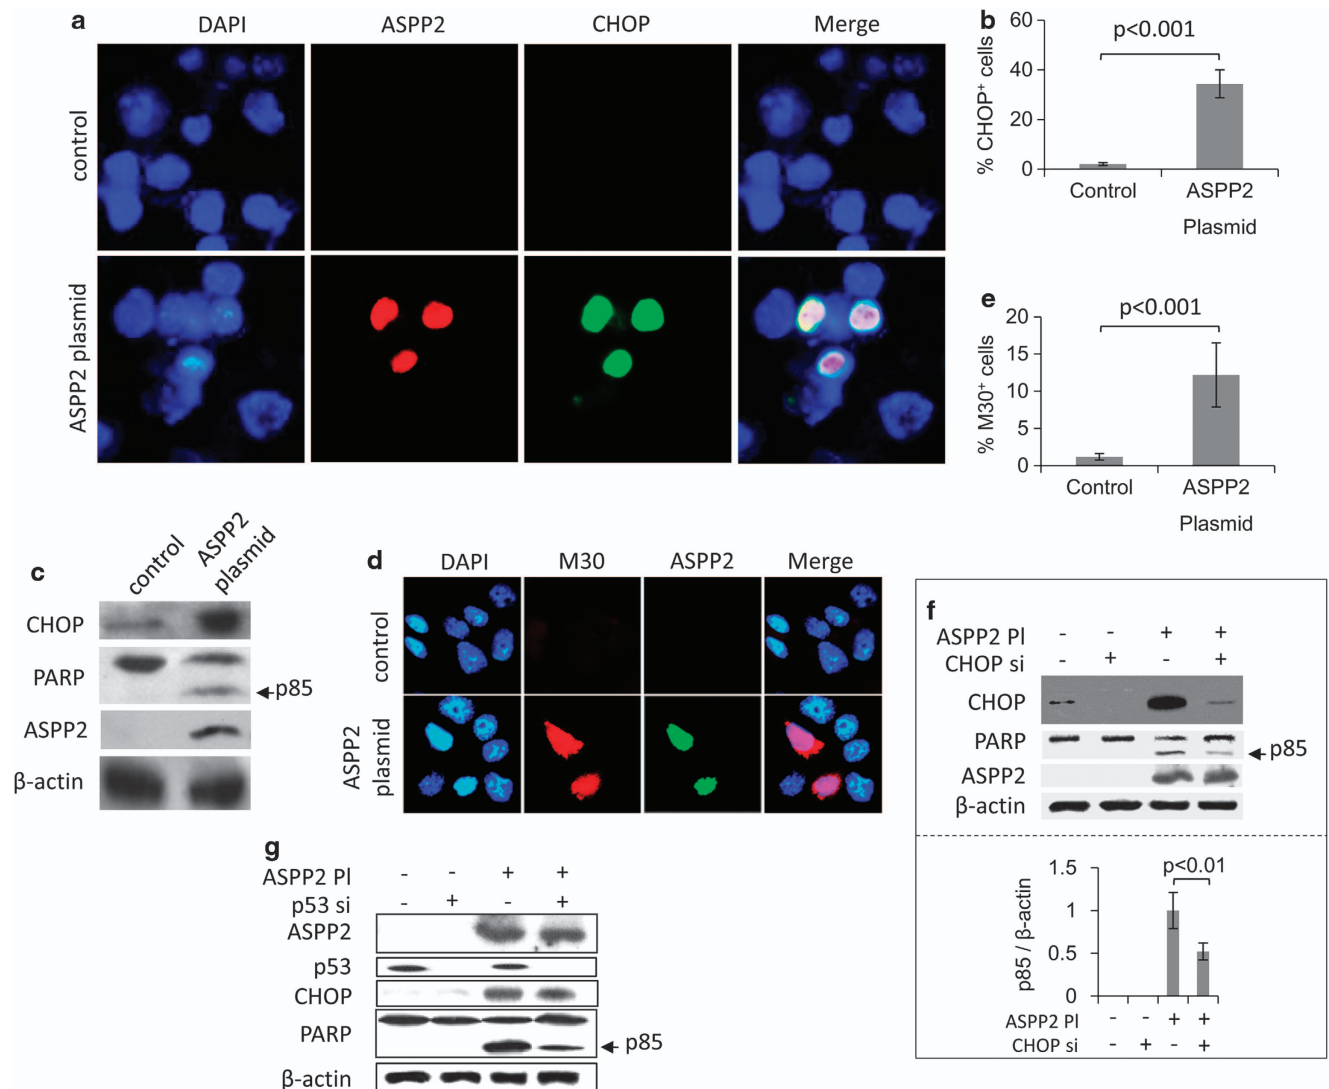 a
DAPI ASPP2 CHOP Merge
control
ASPP2 plasmid
b
p<0.001
% CHOP+ cells
60
40
20
0
Control ASPP2
Plasmid
e
p<0.001
% M30+ cells
20
15
10
5
0
Control ASPP2
Plasmid
c
control ASPP2 plasmid
CHOP
PARP
p85
ASPP2
β-actin
d
DAPI M30 ASPP2 Merge
control
ASPP2 plasmid
f
ASPP2 Pl - - + +
CHOP si - + - +
CHOP
PARP
p85
ASPP2
β-actin
p<0.01
p85 / β-actin
1.5
1
0.5
0
ASPP2 Pl - - + +
CHOP si - + - +
g
ASPP2 Pl - - + +
p53 si - + - +
ASPP2
p53
CHOP
PARP
p85
β-actin